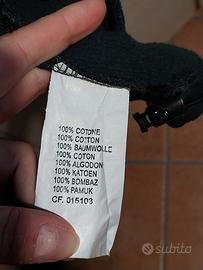 100% COTONE
100% COTTON
100% BAUMWOLLE
100% COTON
100% ALGODON
100% KATOEN
100% BOMBAZ
100% PAMUK
CF. 015103
subito